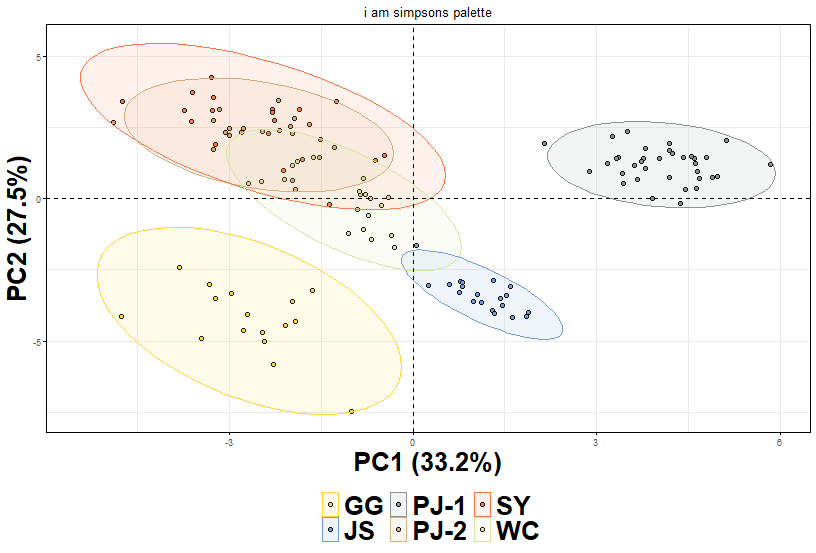 i am simpsons palette
PC2 (27.5%)
5
0
-5
-3
0
3
6
PC1 (33.2%)
GG PJ-1 SY
JS PJ-2 WC